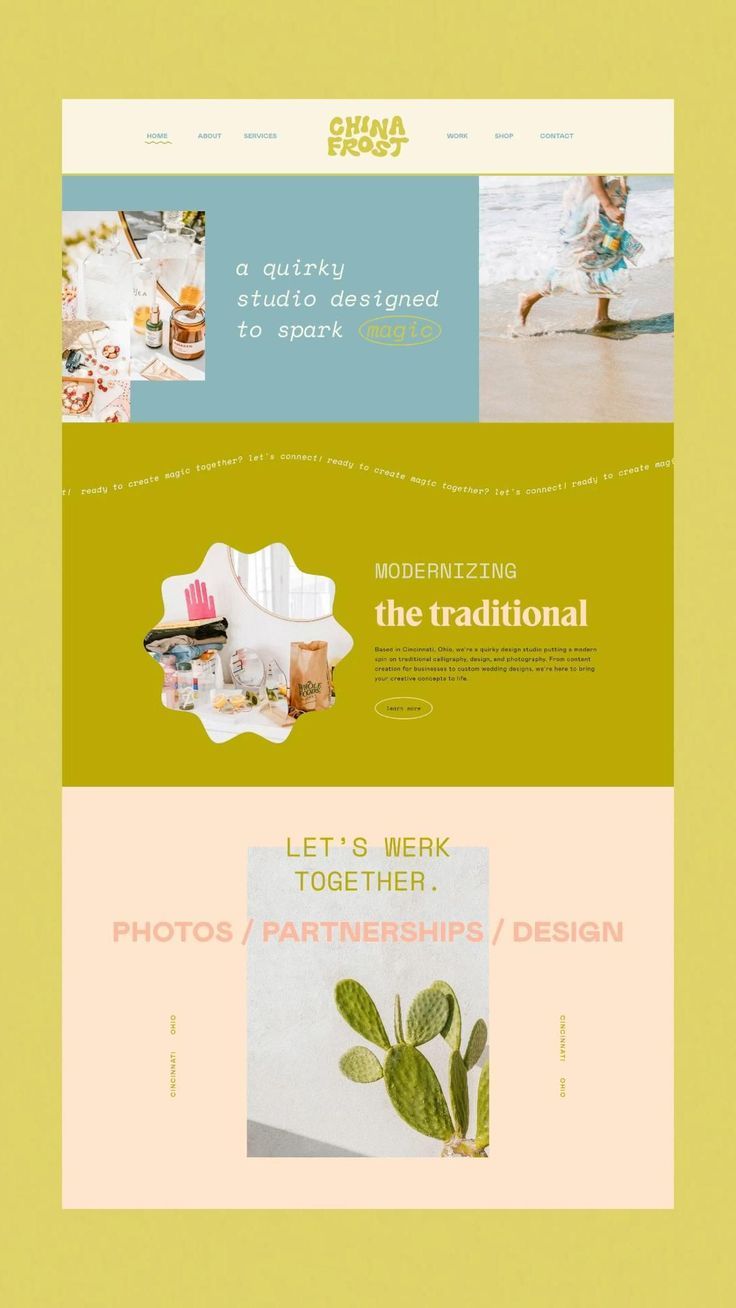 HOME ABOUT SERVICES CHINA FROST WORK SHOP CONTACT
a quirky
studio designed
to spark magic
t! ready to create magic together? let's connect! ready to create magic together? let's connect! ready to create mag
MODERNIZING
the traditional
Based in Cincinnati, Ohio, we're a quirky design studio putting a modern
spin on traditional calligraphy, design, and photography. From content
creation for businesses to custom wedding designs, we're here to bring
your creative concepts to life.
learn more
WHOLE
FOODS
LET'S WERK
TOGETHER.
PHOTOS / PARTNERSHIPS / DESIGN
CINCINNATI OHIO
CINCINNATI OHIO